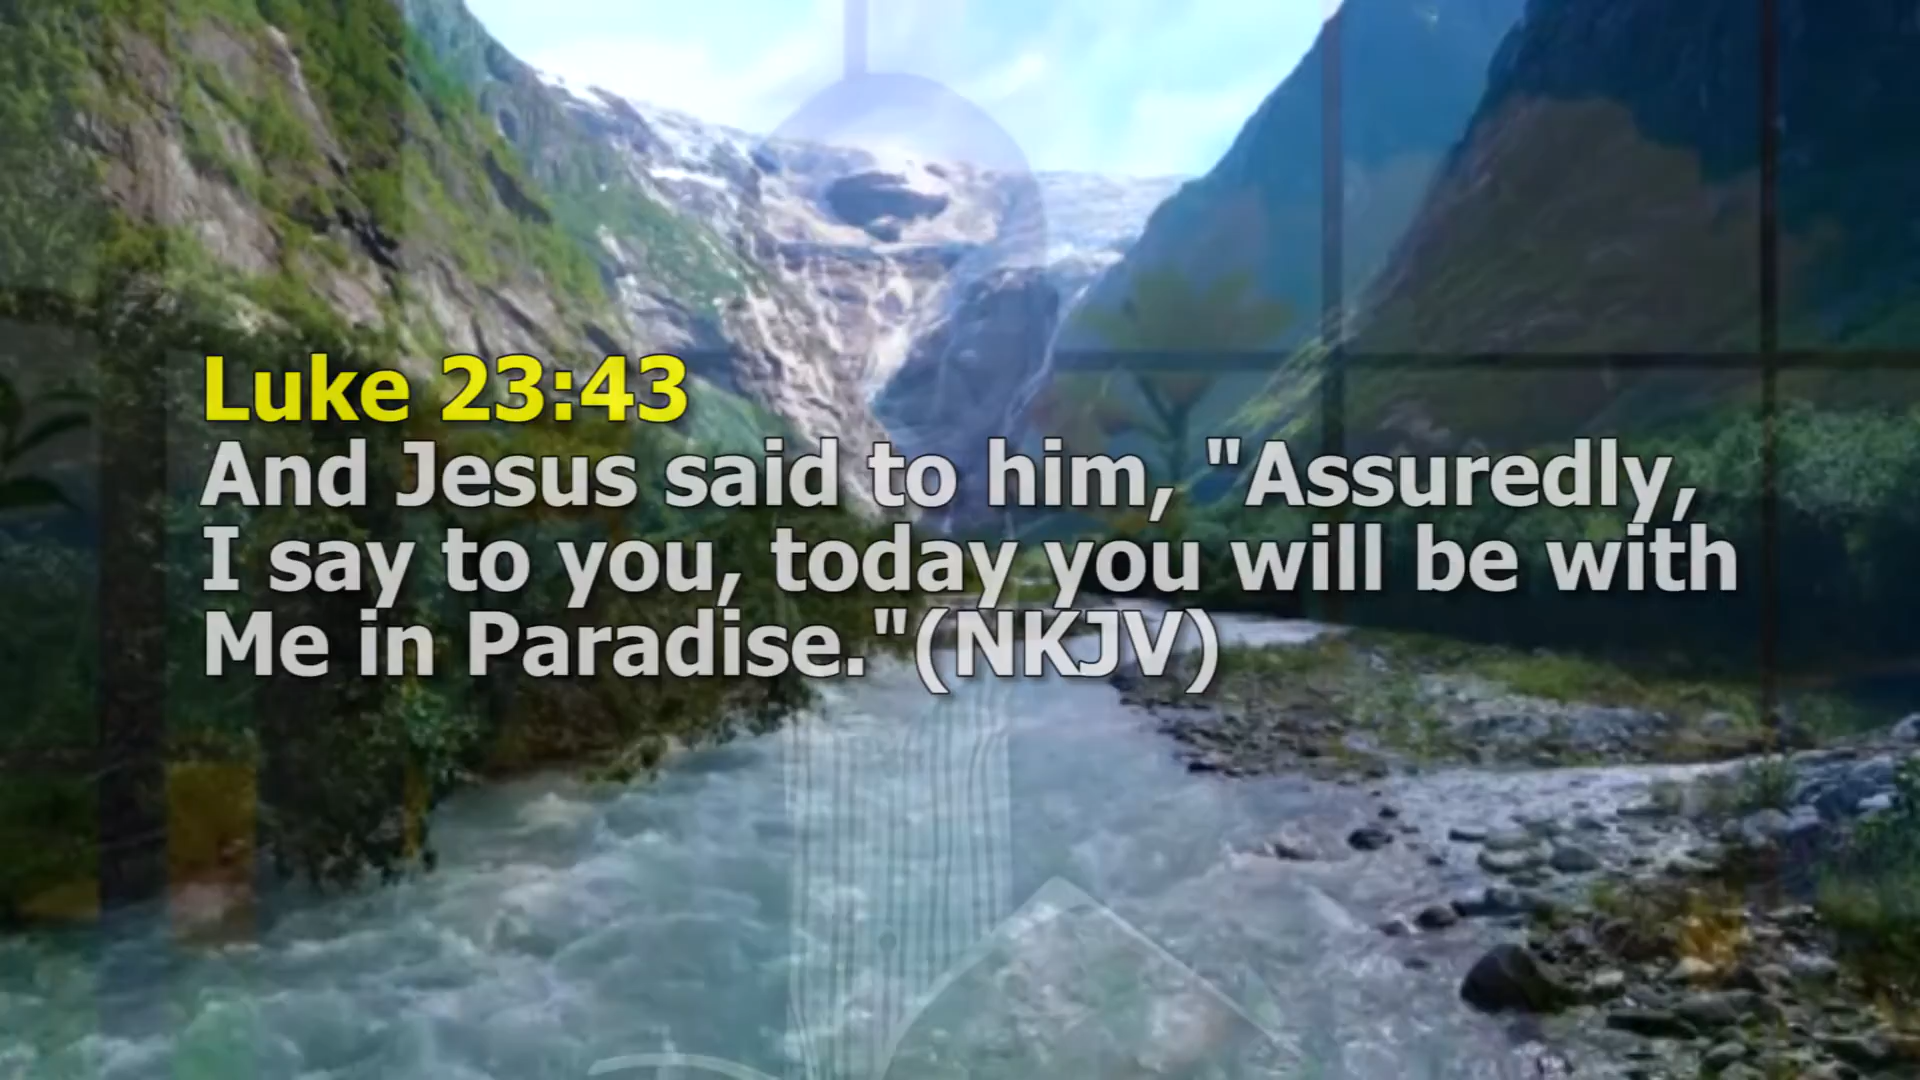 Luke 23:43
And Jesus said to him, "Assuredly,
I say to you, today you will be with
Me in Paradise."(NKJV)